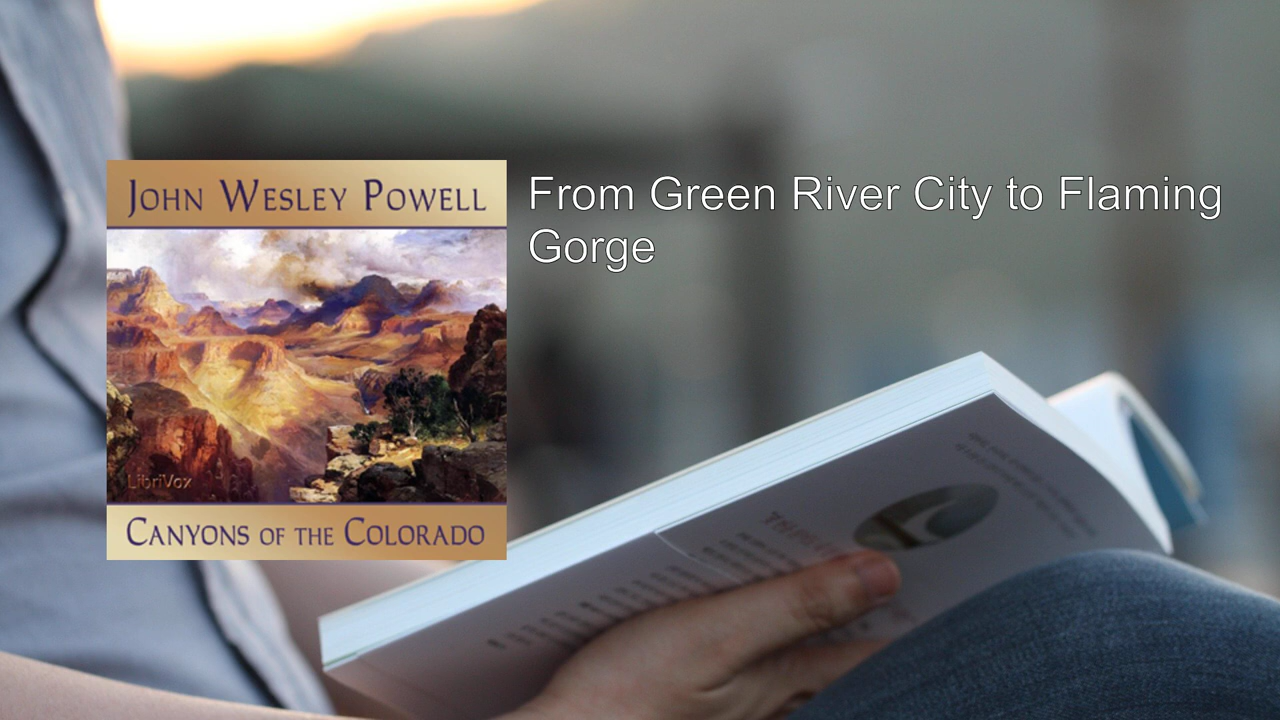 John Wesley Powell
LibriVox
Canyons of the Colorado
From Green River City to Flaming
Gorge